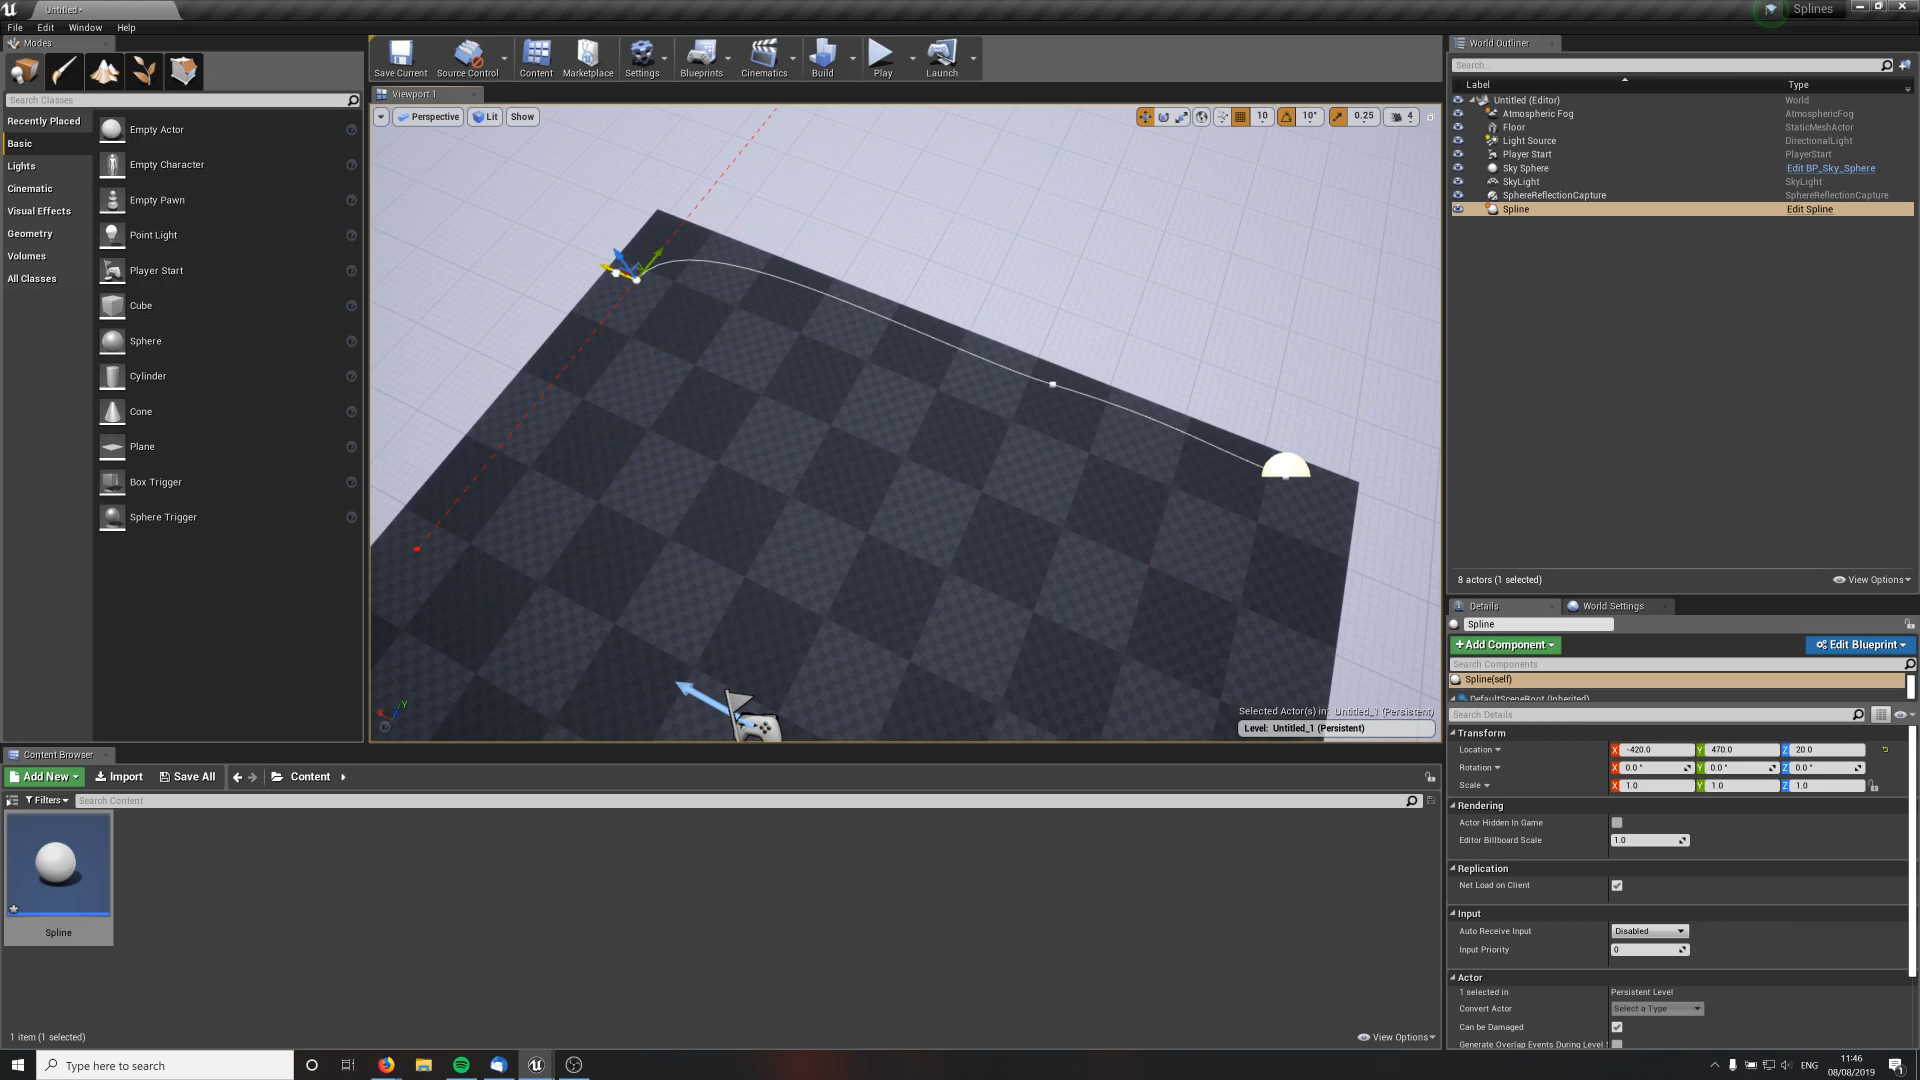 Untitled*
Splines
File Edit Window Help
Modes
Search Classes
Recently Placed
Basic
Lights
Cinematic
Visual Effects
Geometry
Volumes
All Classes
Empty Actor
Empty Character
Empty Pawn
Point Light
Player Start
Cube
Sphere
Cylinder
Cone
Plane
Box Trigger
Sphere Trigger
Save Current Source Control Content Marketplace Settings Blueprints Cinematics Build Play Launch
Viewport 1
Perspective Lit Show
10 10° 0.25 4
Selected Actor(s) in: Untitled_1 (Persistent)
Level: Untitled_1 (Persistent)
World Outliner
Search...
Label Type
Untitled (Editor) World
Atmospheric Fog AtmosphericFog
Floor StaticMeshActor
Light Source DirectionalLight
Player Start PlayerStart
Sky Sphere Edit BP_Sky_Sphere
SkyLight SkyLight
SphereReflectionCapture SphereReflectionCapture
Spline Edit Spline
8 actors (1 selected) View Options
Details World Settings
Spline
+Add Component Edit Blueprint
Search Components
Spline(self)
DefaultSceneRoot (Inherited)
Search Details
Transform
Location X -420.0 Y 470.0 Z 20.0
Rotation X 0.0 ° Y 0.0 ° Z 0.0 °
Scale X 1.0 Y 1.0 Z 1.0
Rendering
Actor Hidden In Game
Editor Billboard Scale 1.0
Replication
Net Load on Client
Input
Auto Receive Input Disabled
Input Priority 0
Actor
1 selected in Persistent Level
Convert Actor Select a Type
Can be Damaged
Generate Overlap Events During Level S
Content Browser
Add New Import Save All Content
Filters Search Content
Spline
1 item (1 selected) View Options
Type here to search
ENG
11:46
08/08/2019